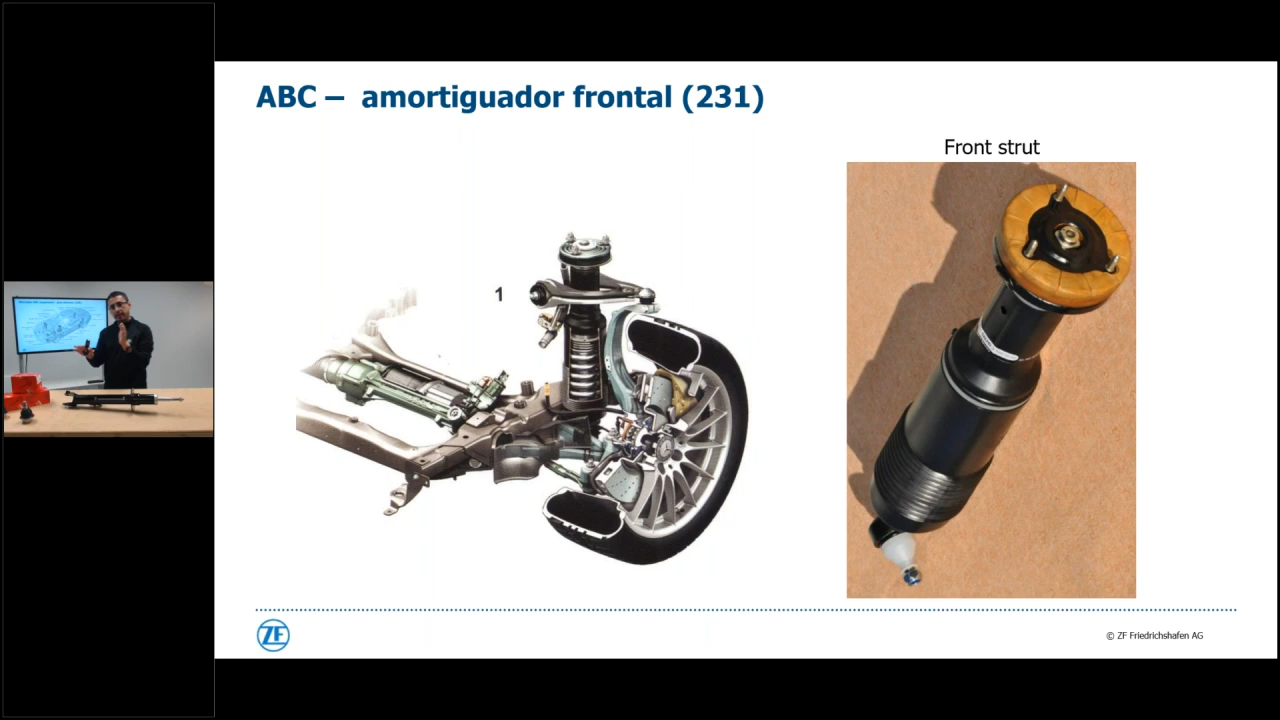 ABC – amortiguador frontal (231)
Front strut
1
ZF
© ZF Friedrichshafen AG